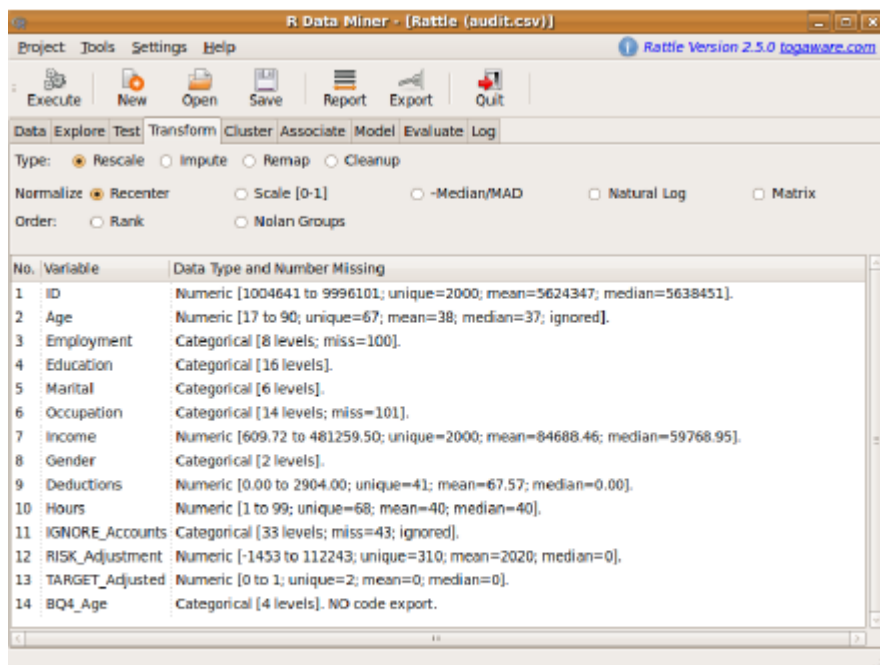 R Data Miner - [Rattle (audit.csv)]
Project Tools Settings Help Rattle Version 2.5.0 togaware.com
Execute New Open Save Report Export Quit
Data Explore Test Transform Cluster Associate Model Evaluate Log
Type: Rescale Impute Remap Cleanup
Normalize Recenter Scale [0-1] -Median/MAD Natural Log Matrix
Order: Rank Nolan Groups
No. Variable Data Type and Number Missing
1 ID Numeric [1004641 to 9996101; unique=2000; mean=5624347; median=5638451].
2 Age Numeric [17 to 90; unique=67; mean=38; median=37; ignored].
3 Employment Categorical [8 levels; miss=100].
4 Education Categorical [16 levels].
5 Marital Categorical [6 levels].
6 Occupation Categorical [14 levels; miss=101].
7 Income Numeric [609.72 to 481259.50; unique=2000; mean=84688.46; median=59768.95].
8 Gender Categorical [2 levels].
9 Deductions Numeric [0.00 to 2904.00; unique=41; mean=67.57; median=0.00].
10 Hours Numeric [1 to 99; unique=68; mean=40; median=40].
11 IGNORE_Accounts Categorical [33 levels; miss=43; ignored].
12 RISK_Adjustment Numeric [-1453 to 112243; unique=310; mean=2020; median=0].
13 TARGET_Adjusted Numeric [0 to 1; unique=2; mean=0; median=0].
14 BQ4_Age Categorical [4 levels]. NO code export.